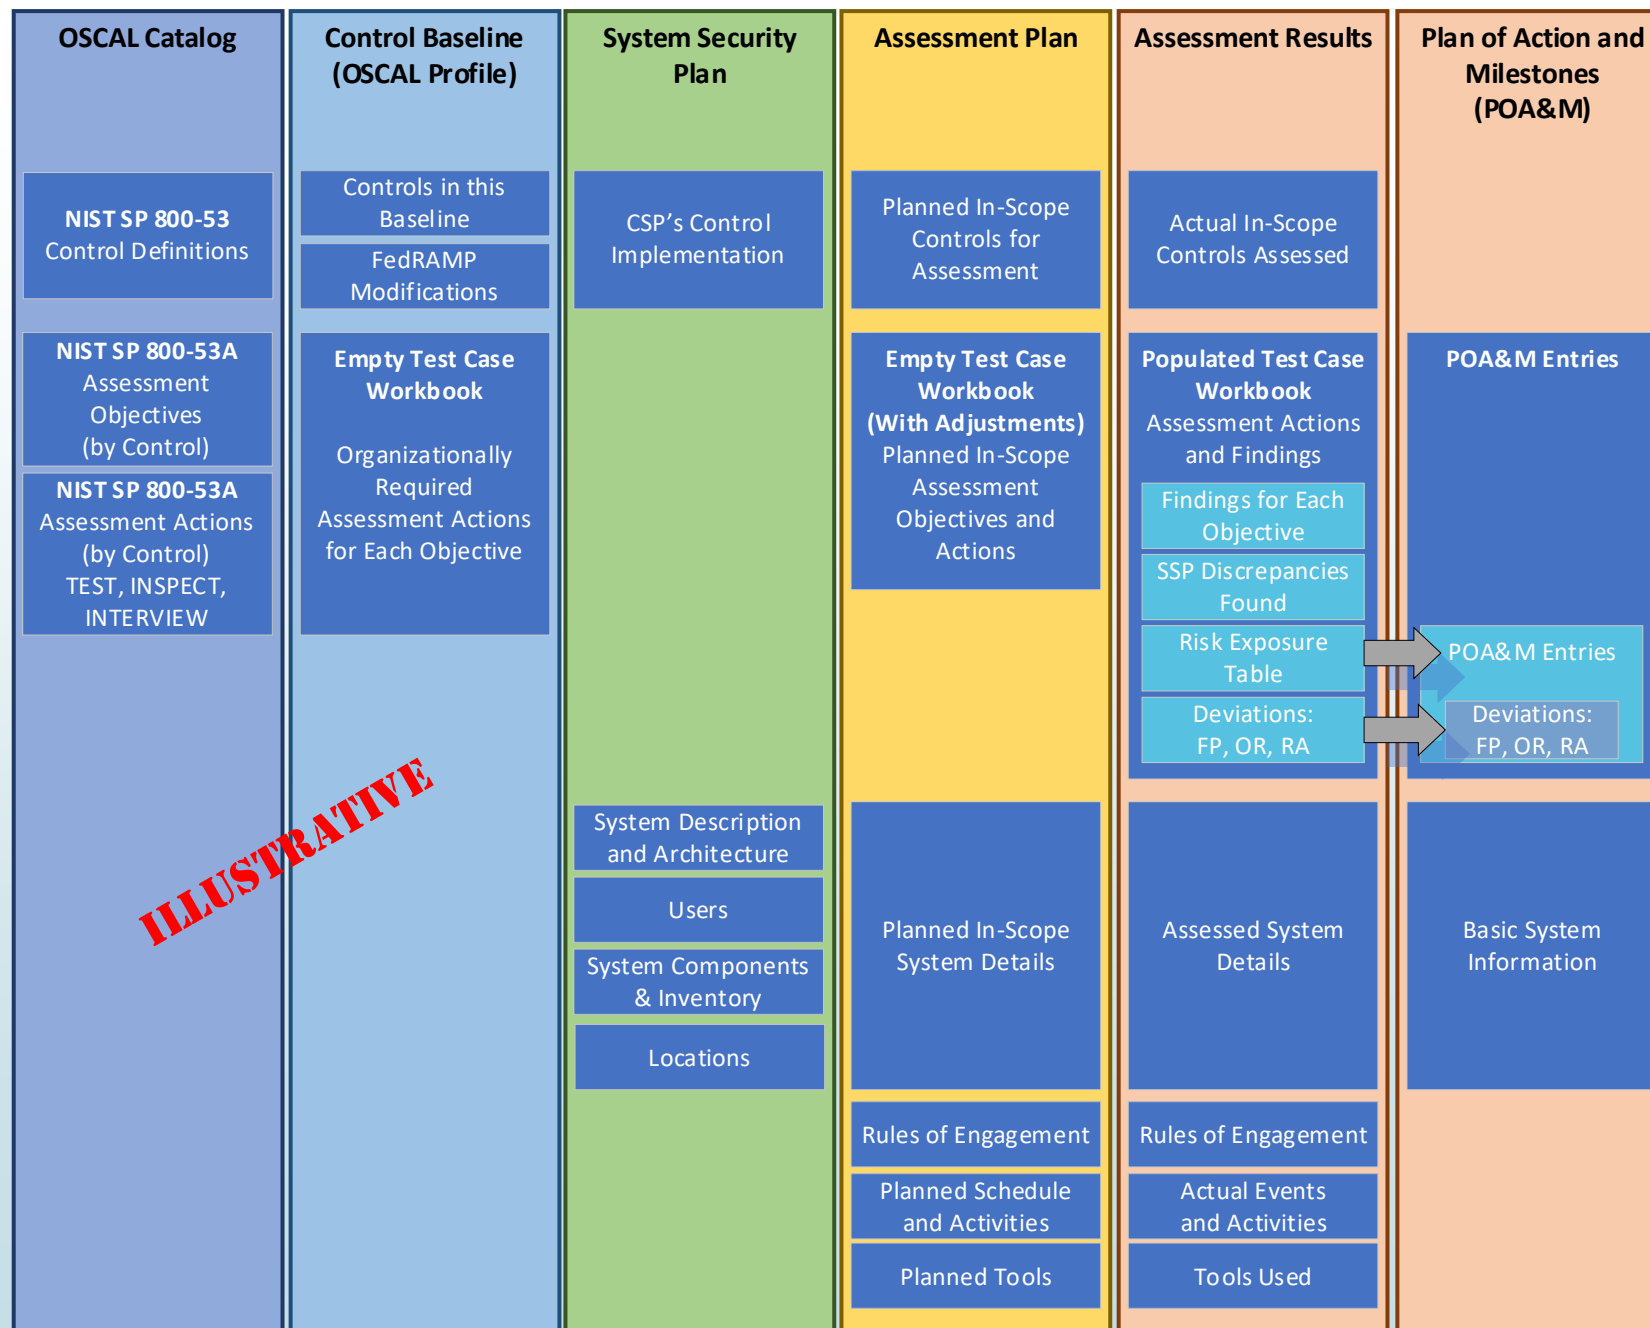 OSCAL Catalog
NIST SP 800-53
Control Definitions
NIST SP 800-53A
Assessment
Objectives
(by Control)
NIST SP 800-53A
Assessment Actions
(by Control)
TEST, INSPECT,
INTERVIEW
Control Baseline
(OSCAL Profile)
Controls in this
Baseline
FedRAMP
Modifications
Empty Test Case
Workbook
Organizationally
Required
Assessment Actions
for Each Objective
ILLUSTRATIVE
System Security
Plan
CSP’s Control
Implementation
System Description
and Architecture
Users
System Components
& Inventory
Locations
Assessment Plan
Planned In-Scope
Controls for
Assessment
Empty Test Case
Workbook
(With Adjustments)
Planned In-Scope
Assessment
Objectives and
Actions
Planned In-Scope
System Details
Rules of Engagement
Planned Schedule
and Activities
Planned Tools
Assessment Results
Actual In-Scope
Controls Assessed
Populated Test Case
Workbook
Assessment Actions
and Findings
Findings for Each
Objective
SSP Discrepancies
Found
Risk Exposure
Table
Deviations:
FP, OR, RA
Assessed System
Details
Rules of Engagement
Actual Events
and Activities
Tools Used
Plan of Action and
Milestones
(POA&M)
POA&M Entries
POA&M Entries
Deviations:
FP, OR, RA
Basic System
Information